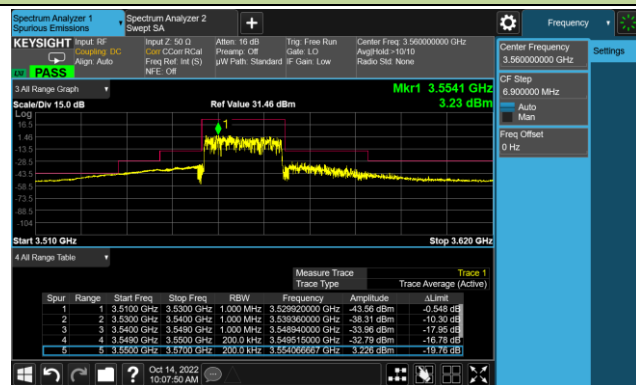 Spectrum Analyzer 1
Spurious Emissions
Spectrum Analyzer 2
Swept SA
Frequency
KEYSIGHT
Input: RF
Coupling: DC
Align: Auto
Input Z: 50 Ω
Corr CCorr RCal
Freq Ref: Int (S)
NFE: Off
Atten: 16 dB
Preamp: Off
µW Path: Standard
Trig: Free Run
Gate: LO
IF Gain: Low
Center Freq: 3.560000000 GHz
Avg|Hold:>10/10
Radio Std: None
PASS
3 All Range Graph
Mkr1 3.5541 GHz
Scale/Div 15.0 dB
Ref Value 31.46 dBm
3.23 dBm
Log
16.5
1.46
-13.5
-28.5
-43.5
-58.5
-73.5
-88.5
-104
1
Start 3.510 GHz
Stop 3.620 GHz
4 All Range Table
Measure Trace Trace 1
Trace Type Trace Average (Active)
Spur Range Start Freq Stop Freq RBW Frequency Amplitude ΔLimit
1 1 3.5100 GHz 3.5300 GHz 1.000 MHz 3.529920000 GHz -43.56 dBm -0.548 dB
2 2 3.5300 GHz 3.5400 GHz 1.000 MHz 3.539360000 GHz -38.31 dBm -10.30 dB
3 3 3.5400 GHz 3.5490 GHz 1.000 MHz 3.548940000 GHz -33.96 dBm -17.95 dB
4 4 3.5490 GHz 3.5500 GHz 200.0 kHz 3.549515000 GHz -32.79 dBm -16.78 dB
5 5 3.5500 GHz 3.5700 GHz 200.0 kHz 3.554066667 GHz 3.226 dBm -19.76 dB
Oct 14, 2022
10:07:50 AM
Center Frequency
3.560000000 GHz
Settings
CF Step
6.900000 MHz
Auto
Man
Freq Offset
0 Hz